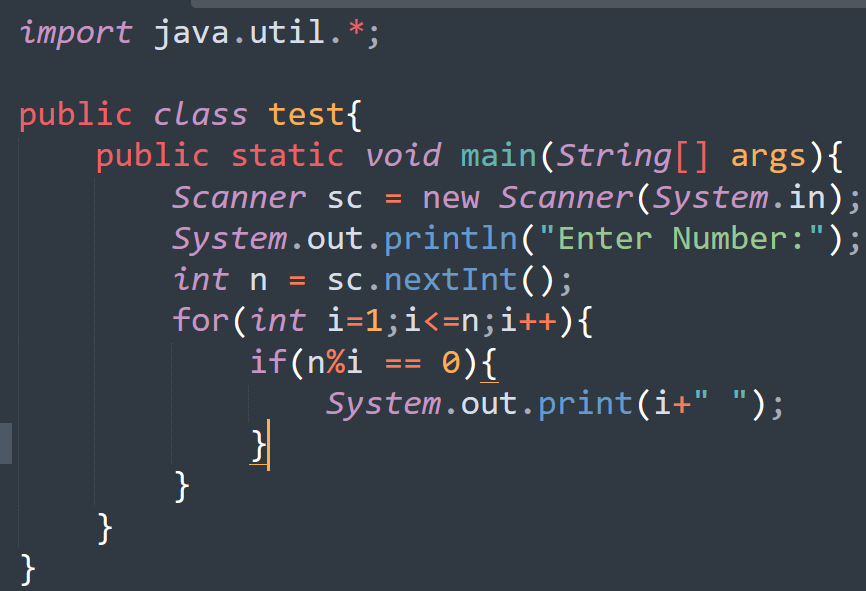 import java.util.*;
public class test{
public static void main(String[] args){
Scanner sc = new Scanner(System.in);
System.out.println("Enter Number:");
int n = sc.nextInt();
for(int i=1;i<=n;i++){
if(n%i == 0){
System.out.print(i+" ");
}
}
}
}